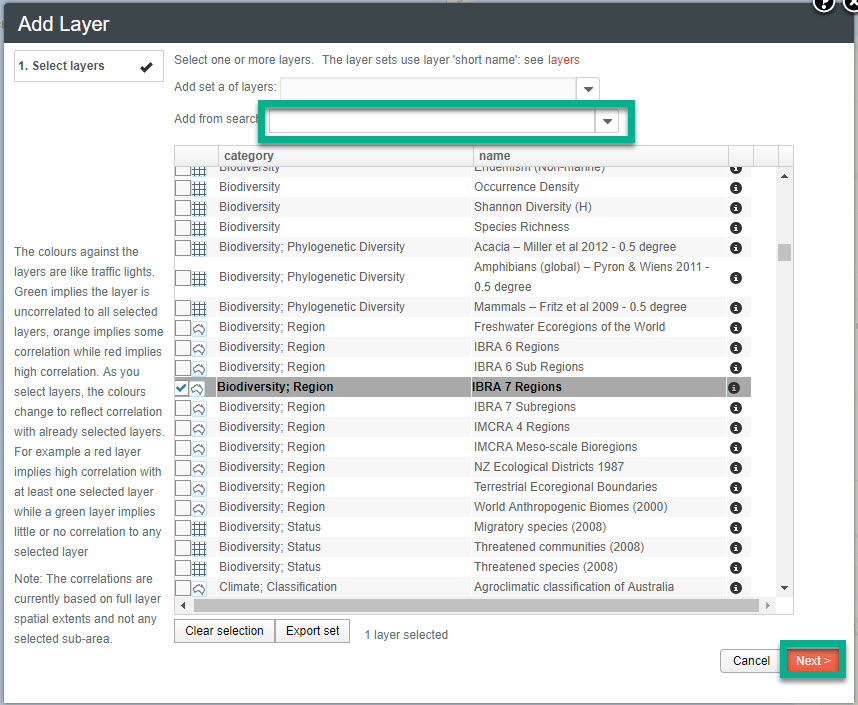 Add Layer
1. Select layers
Select one or more layers. The layer sets use layer 'short name': see layers
Add set a of layers:
Add from search
category name
Biodiversity Endemism (Non-marine)
Biodiversity Occurrence Density
Biodiversity Shannon Diversity (H)
Biodiversity Species Richness
Biodiversity; Phylogenetic Diversity Acacia – Miller et al 2012 - 0.5 degree
Biodiversity; Phylogenetic Diversity Amphibians (global) – Pyron & Wiens 2011 -
0.5 degree
Biodiversity; Phylogenetic Diversity Mammals – Fritz et al 2009 - 0.5 degree
Biodiversity; Region Freshwater Ecoregions of the World
Biodiversity; Region IBRA 6 Regions
Biodiversity; Region IBRA 6 Sub Regions
Biodiversity; Region IBRA 7 Regions
Biodiversity; Region IBRA 7 Subregions
Biodiversity; Region IMCRA 4 Regions
Biodiversity; Region IMCRA Meso-scale Bioregions
Biodiversity; Region NZ Ecological Districts 1987
Biodiversity; Region Terrestrial Ecoregional Boundaries
Biodiversity; Region World Anthropogenic Biomes (2000)
Biodiversity; Status Migratory species (2008)
Biodiversity; Status Threatened communities (2008)
Biodiversity; Status Threatened species (2008)
Climate; Classification Agroclimatic classification of Australia
The colours against the
layers are like traffic lights.
Green implies the layer is
uncorrelated to all selected
layers, orange implies some
correlation while red implies
high correlation. As you
select layers, the colours
change to reflect correlation
with already selected layers.
For example a red layer
implies high correlation with
at least one selected layer
while a green layer implies
little or no correlation to any
selected layer
Note: The correlations are
currently based on full layer
spatial extents and not any
selected sub-area.
Clear selection Export set 1 layer selected
Cancel Next >